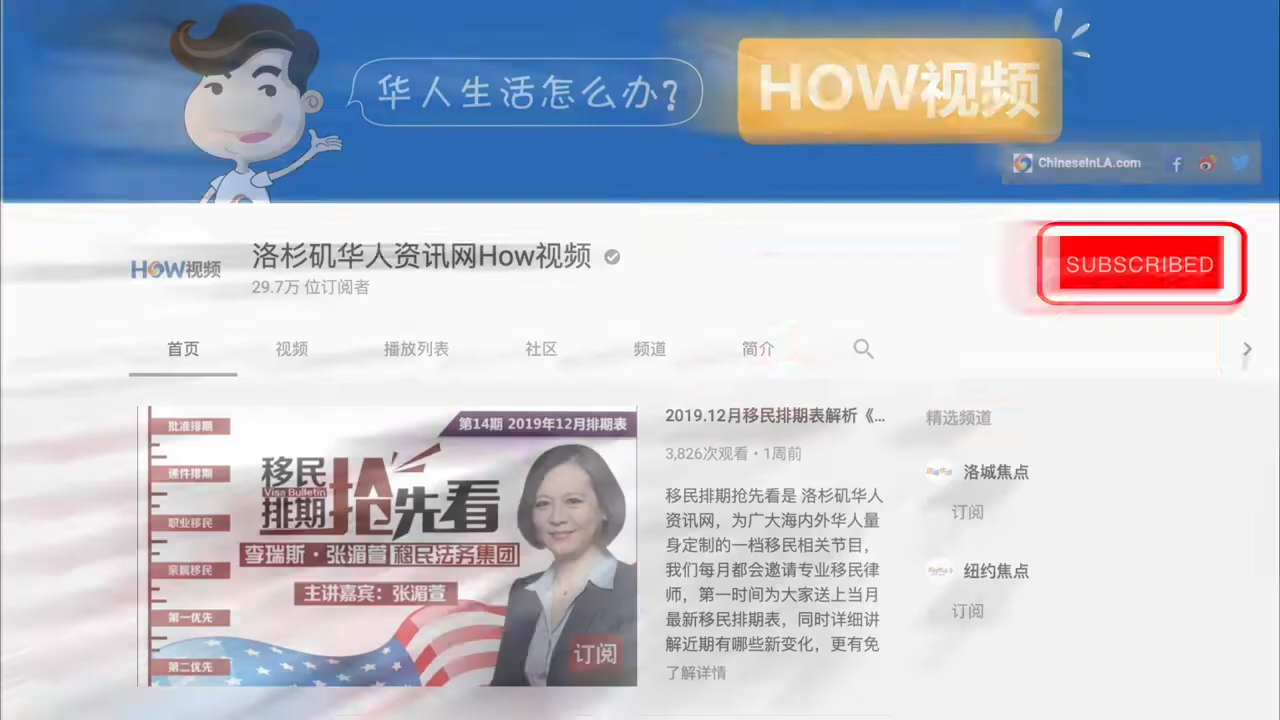 华人生活怎么办?
HOW视频
ChineseInLA.com
洛杉矶华人资讯网How视频
HOW视频
29.7万 位订阅者
SUBSCRIBED
首页 视频 播放列表 社区 频道 简介
第14期 2019年12月排期表
批准排期
递件排期
职业移民
亲属移民
第一优先
第二优先
移民
Visa Bulletin
排期
抢先看
李瑞斯·张湄萱 移民法务集团
主讲嘉宾：张湄萱
订阅
2019.12月移民排期表解析《...
3,826次观看・1周前
移民排期抢先看是 洛杉矶华人
资讯网，为广大海内外华人量
身定制的一档移民相关节目，
我们每月都会邀请专业移民律
师，第一时间为大家送上当月
最新移民排期表，同时详细讲
解近期有哪些新变化，更有免
了解详情
精选频道
洛城焦点
订阅
纽约焦点
订阅